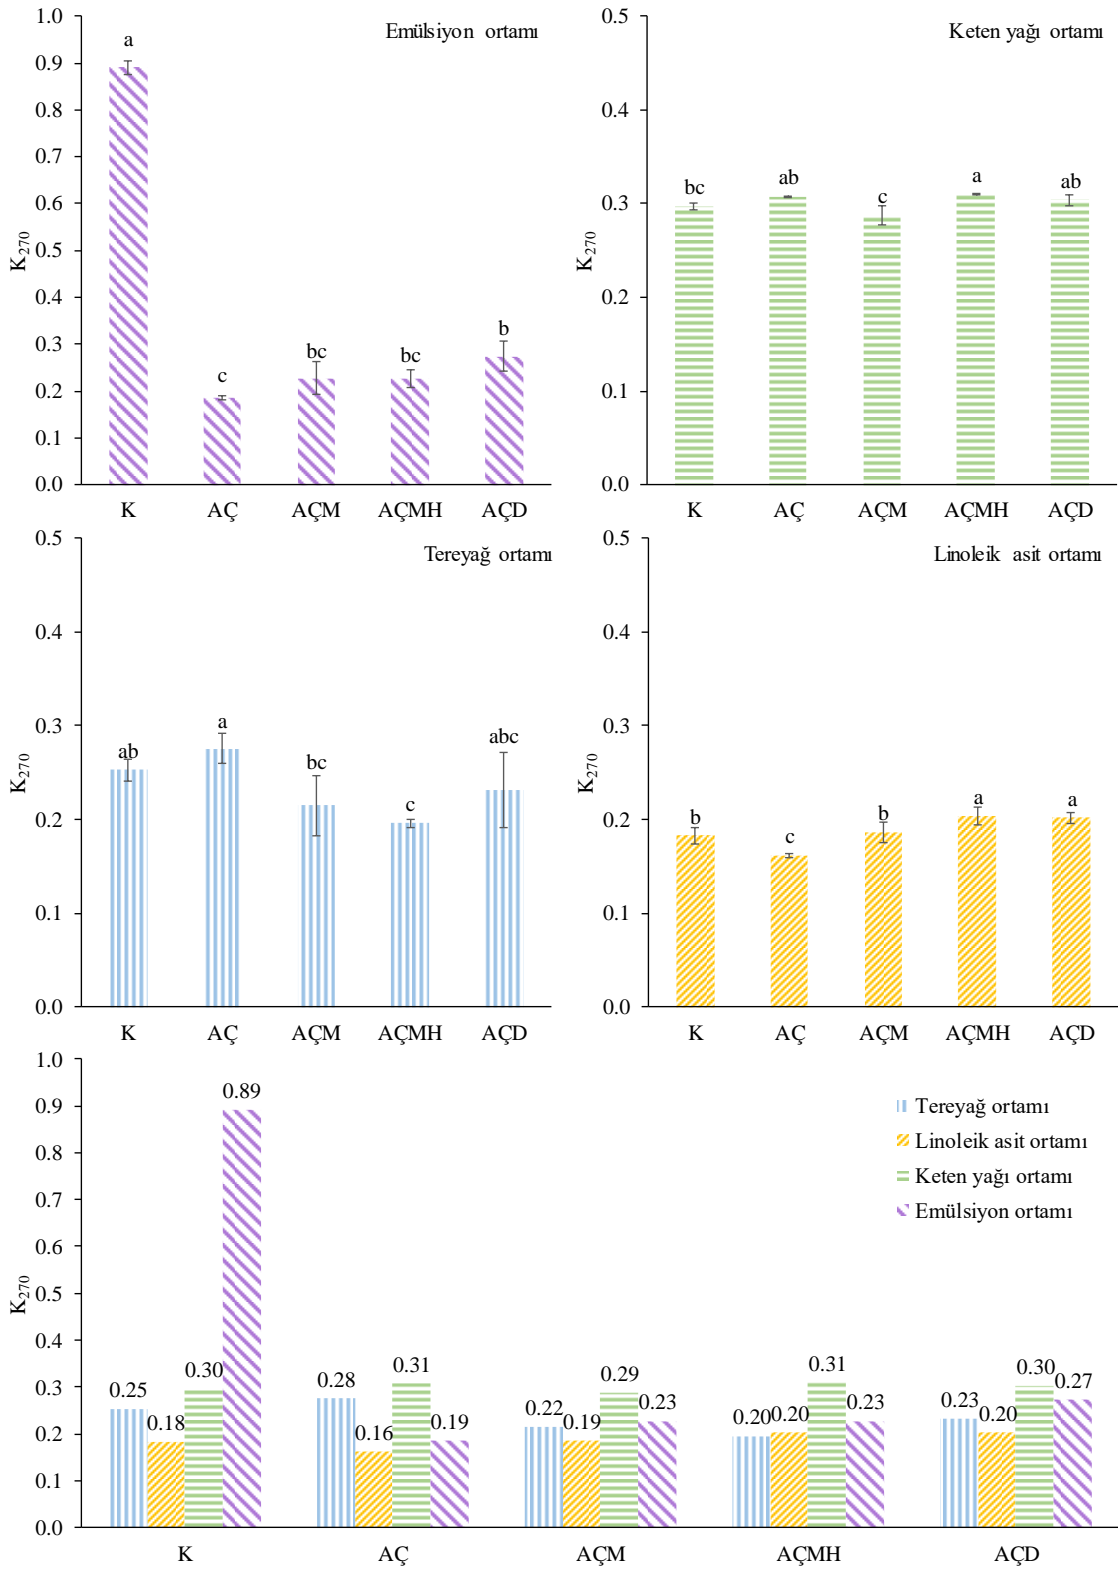 Emülsiyon ortamı
1.0
0.9
0.8
0.7
0.6
0.5
0.4
0.3
0.2
0.1
0.0
K270
a
c
bc
bc
b
K AÇ AÇM AÇMH AÇD
Keten yağı ortamı
0.5
0.4
0.3
0.2
0.1
0.0
K270
bc
ab
c
a
ab
K AÇ AÇM AÇMH AÇD
Tereyağ ortamı
0.5
0.4
0.3
0.2
0.1
0.0
K270
ab
a
bc
c
abc
K AÇ AÇM AÇMH AÇD
Linoleik asit ortamı
0.5
0.4
0.3
0.2
0.1
0.0
K270
b
c
b
a
a
K AÇ AÇM AÇMH AÇD
1.0
0.9
0.8
0.7
0.6
0.5
0.4
0.3
0.2
0.1
0.0
K270
Tereyağ ortamı
Linoleik asit ortamı
Keten yağı ortamı
Emülsiyon ortamı
0.25 0.18 0.30 0.89
0.28 0.16 0.31 0.19
0.22 0.19 0.29 0.23
0.20 0.20 0.31 0.23
0.23 0.20 0.30 0.27
K AÇ AÇM AÇMH AÇD